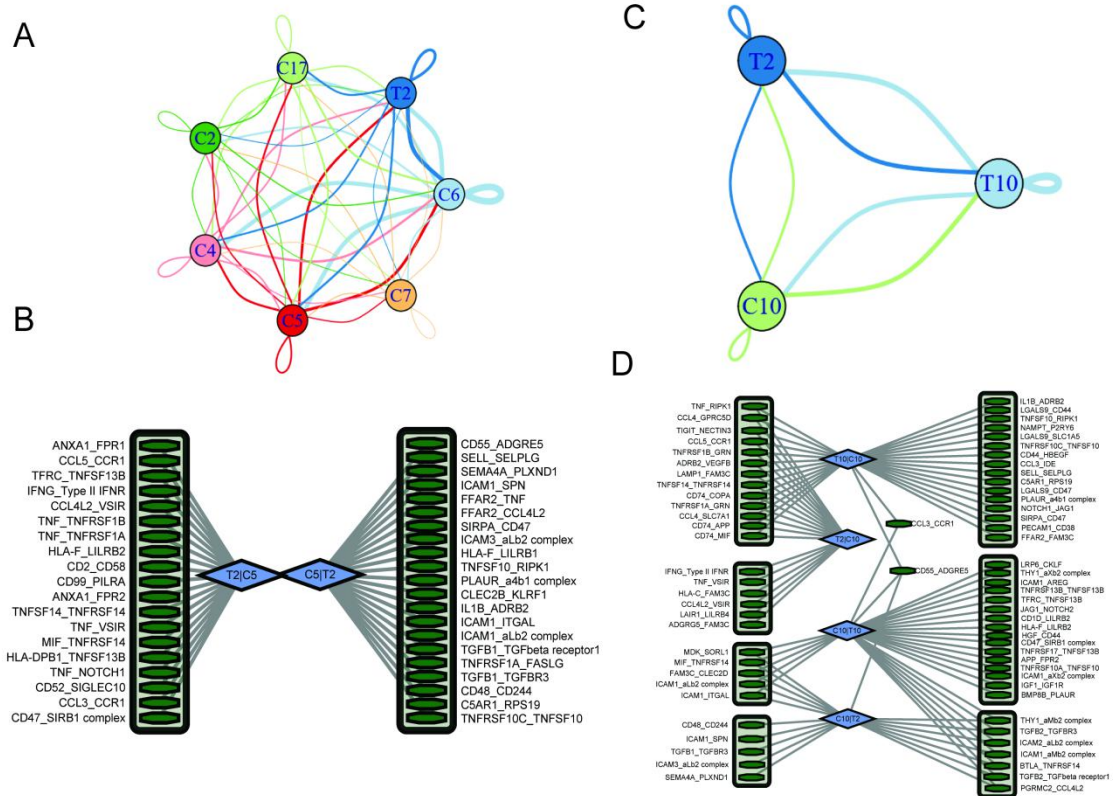 A
C17
T2
C2
C6
C4
C7
C5
B
ANXA1_FPR1
CCL5_CCR1
TFRC_TNFSF13B
IFNG_Type II IFNR
CCL4L2_VSIR
TNF_TNFRSF1B
TNF_TNFRSF1A
HLA-F_LILRB2
CD2_CD58
CD99_PILRA
ANXA1_FPR2
TNFSF14_TNFRSF14
TNF_VSIR
MIF_TNFRSF14
HLA-DPB1_TNFSF13B
TNF_NOTCH1
CD52_SIGLEC10
CCL3_CCR1
CD47_SIRB1 complex
T2|C5
C5|T2
CD55_ADGRE5
SELL_SELPLG
SEMA4A_PLXND1
ICAM1_SPN
FFAR2_TNF
FFAR2_CCL4L2
SIRPA_CD47
ICAM3_aLb2 complex
HLA-F_LILRB1
TNFSF10_RIPK1
PLAUR_a4b1 complex
CLEC2B_KLRF1
IL1B_ADRB2
ICAM1_ITGAL
ICAM1_aLb2 complex
TGFB1_TGFbeta receptor1
TNFRSF1A_FASLG
TGFB1_TGFBR3
CD48_CD244
C5AR1_RPS19
TNFRSF10C_TNFSF10
C
T2
T10
C10
D
TNF_RIPK1
CCL4_GPRC5D
TIGIT_NECTIN3
CCL5_CCR1
TNFRSF1B_GRN
ADRB2_VEGFB
LAMP1_FAM3C
TNFSF14_TNFRSF14
CD74_COPA
TNFRSF1A_GRN
CCL4_SLC7A1
CD74_APP
CD74_MIF
IFNG_Type II IFNR
TNF_VSIR
HLA-C_FAM3C
CCL4L2_VSIR
LAIR1_LILRB4
ADGRG5_FAM3C
MDK_SORL1
MIF_TNFRSF14
FAM3C_CLEC2D
ICAM1_aLb2 complex
ICAM1_ITGAL
CD48_CD244
ICAM1_SPN
TGFB1_TGFBR3
ICAM3_aLb2 complex
SEMA4A_PLXND1
T10|C10
T2|C10
C10|T10
C10|T2
CCL3_CCR1
CD55_ADGRE5
IL1B_ADRB2
LGALS9_CD44
TNFSF10_RIPK1
NAMPT_P2RY6
LGALS9_SLC1A5
TNFRSF10C_TNFSF10
CD44_HBEGF
CCL3_IDE
SELL_SELPLG
C5AR1_RPS19
LGALS9_CD47
PLAUR_a4b1 complex
NOTCH1_JAG1
SIRPA_CD47
PECAM1_CD38
FFAR2_FAM3C
LRP6_CKLF
THY1_aXb2 complex
ICAM1_AREG
TNFRSF13B_TNFSF13B
TFRC_TNFSF13B
JAG1_NOTCH2
CD1D_LILRB2
HLA-F_LILRB2
HGF_CD44
CD47_SIRB1 complex
TNFRSF17_TNFSF13B
APP_FPR2
TNFRSF10A_TNFSF10
ICAM1_aXb2 complex
IGF1_IGF1R
BMP8B_PLAUR
THY1_aMb2 complex
TGFB2_TGFBR3
ICAM2_aLb2 complex
ICAM1_aMb2 complex
BTLA_TNFRSF14
TGFB2_TGFbeta receptor1
PGRMC2_CCL4L2